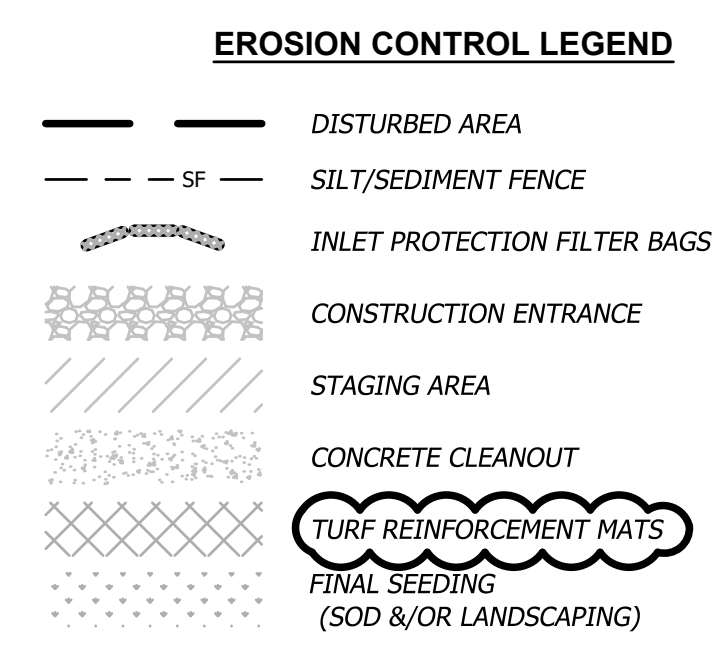 EROSION CONTROL LEGEND
DISTURBED AREA
SF
SILT/SEDIMENT FENCE
INLET PROTECTION FILTER BAGS
CONSTRUCTION ENTRANCE
STAGING AREA
CONCRETE CLEANOUT
TURF REINFORCEMENT MATS
FINAL SEEDING
(SOD &/OR LANDSCAPING)